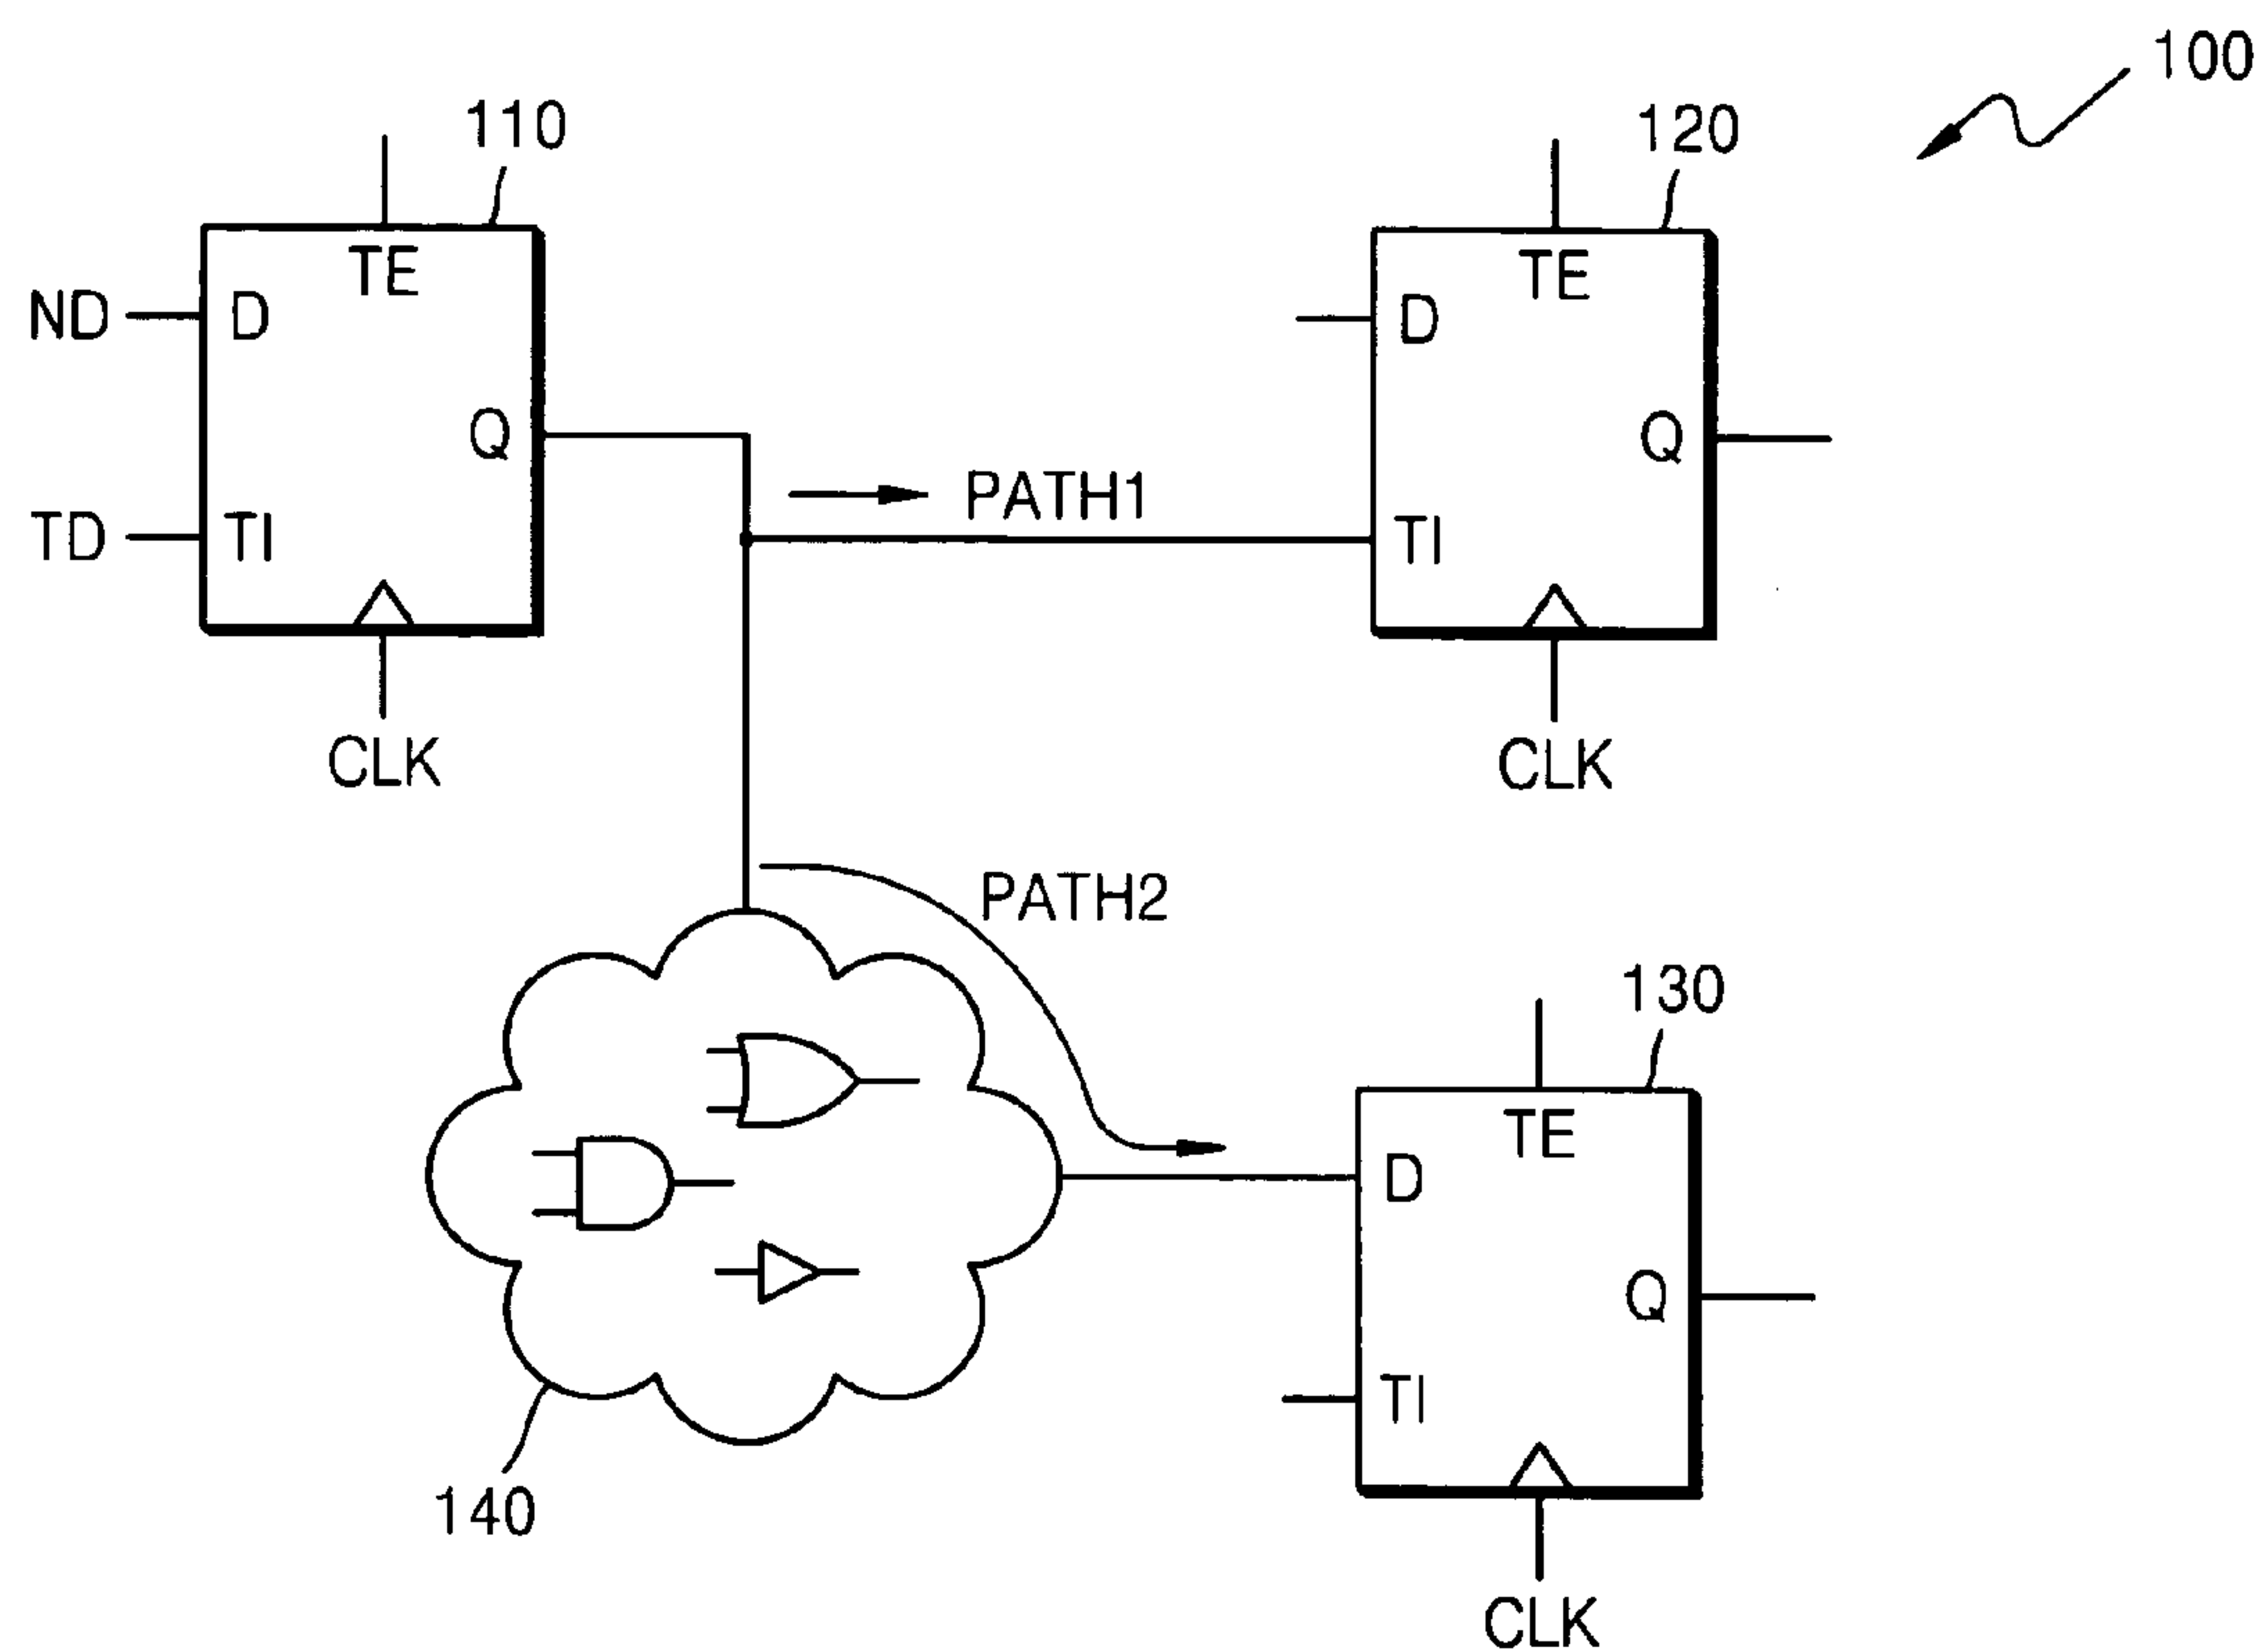 100
110
120
TE
TE
ND
D
D
Q
Q
PATH1
TD
TI
TI
CLK
CLK
PATH2
130
TE
D
Q
TI
140
CLK